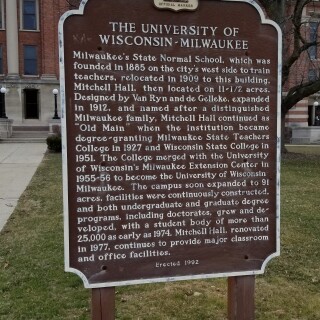 THE UNIVERSITY OF
WISCONSIN-MILWAUKEE
Milwaukee's State Normal School, which was
founded in 1885 on the city's west side to train
teachers, relocated in 1909 to this building,
Mitchell Hall, then located on 11-1/2 acres.
Designed by Van Ryn and de Gelleke, expanded
in 1912, and named after a distinguished
Milwaukee family, Mitchell Hall continued as
"Old Main" when the institution became
degree-granting Milwaukee State Teachers
College in 1927 and Wisconsin State College in
1951. The College merged with the University
of Wisconsin's Milwaukee Extension Center in
1955-56 to become the University of Wisconsin
Milwaukee. The campus soon expanded to 91
acres, facilities were continuously constructed,
and both undergraduate and graduate degree
programs, including doctorates, grew and de-
veloped, with a student body of more than
25,000 as early as 1974. Mitchell Hall, renovated
in 1977, continues to provide major classroom
and office facilities.
Erected 1992